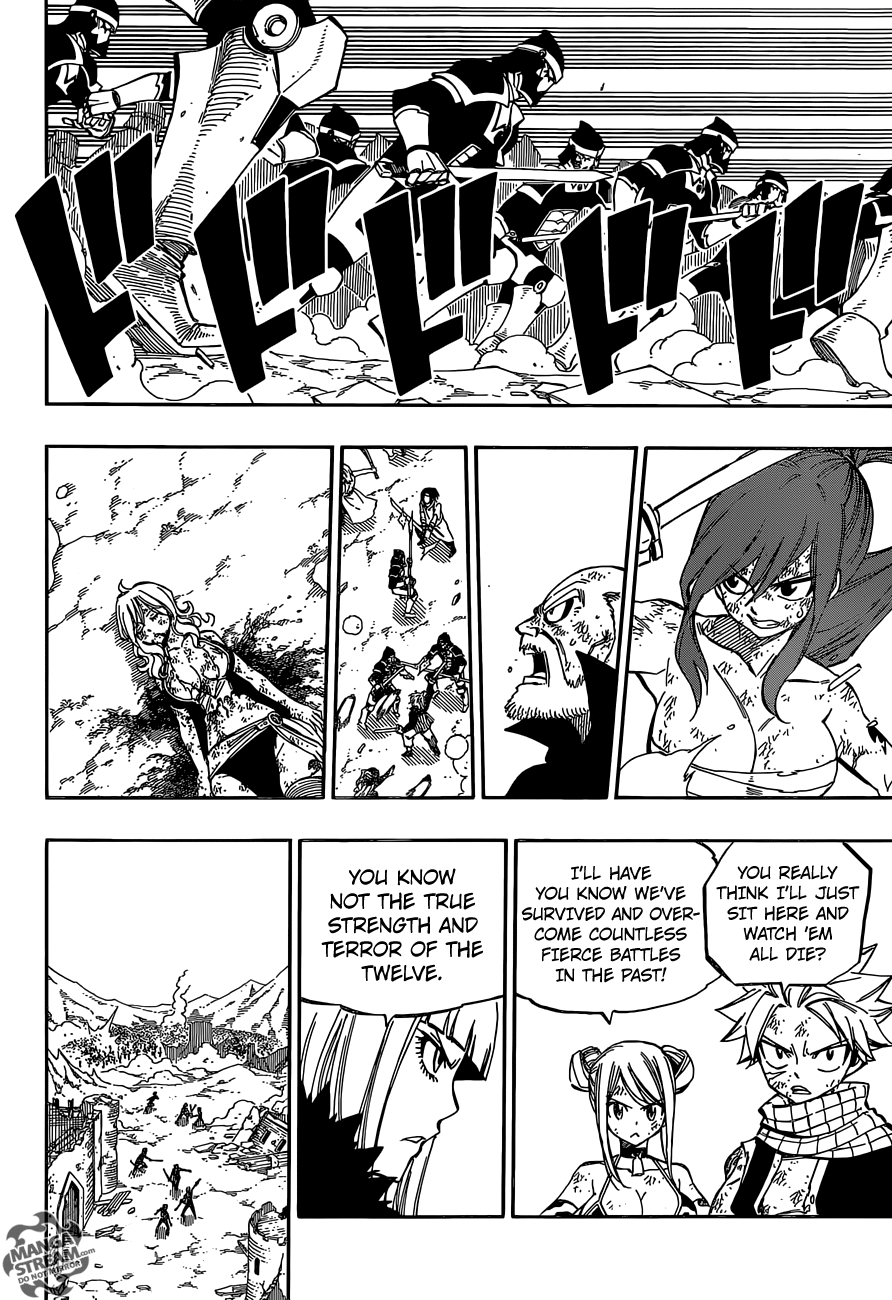 ドドドドド
YOU REALLY
THINK I'LL JUST
SIT HERE AND
WATCH 'EM
ALL DIE?
I'LL HAVE
YOU KNOW WE'VE
SURVIVED AND OVER-
COME COUNTLESS
FIERCE BATTLES
IN THE PAST!
YOU KNOW
NOT THE TRUE
STRENGTH AND
TERROR OF THE
TWELVE.
MANGA
STREAM.com
DO NOT MIRROR